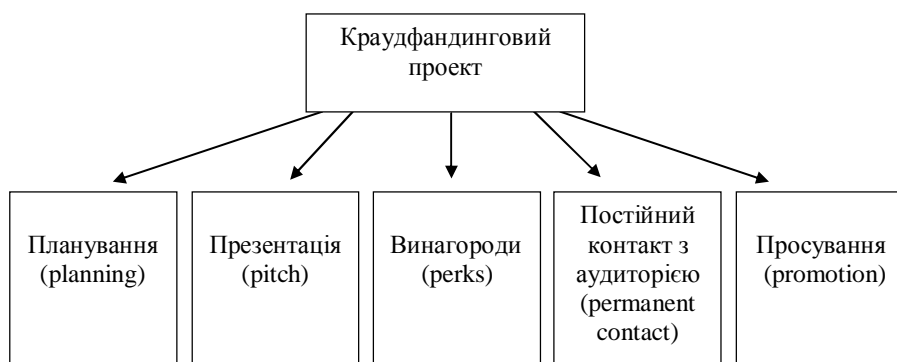 Краудфандинговий
проект
Планування
(planning)
Презентація
(pitch)
Винагороди
(perks)
Постійний
контакт з
аудиторією
(permanent
contact)
Просування
(promotion)